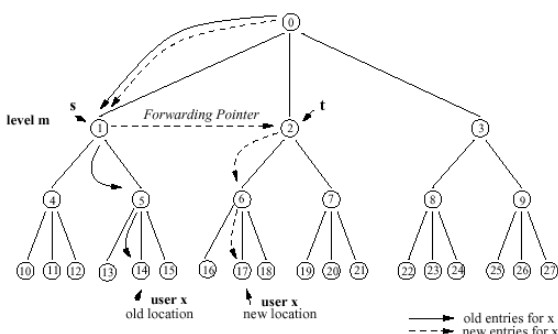 0
s
t
Forwarding Pointer
level m
1
2
3
4
5
6
7
8
9
10 11 12 13 14 15 16 17 18 19 20 21 22 23 24 25 26 27
user x
old location
user x
new location
old entries for x
new entries for x